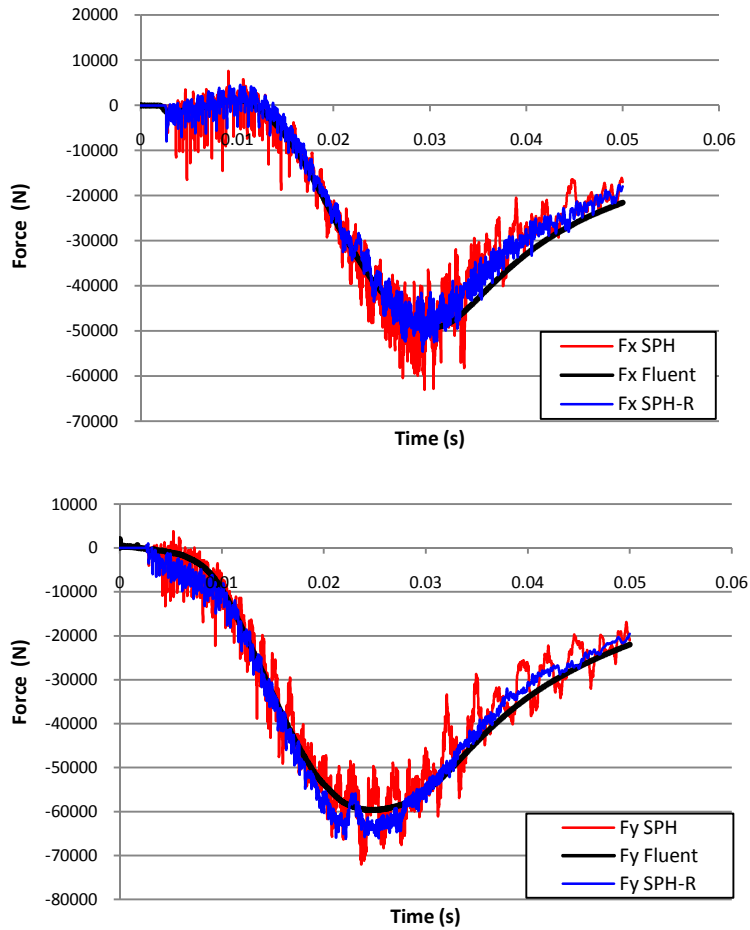 20000
10000
0
0 0.01 0.02 0.03 0.04 0.05 0.06
-10000
-20000
-30000
-40000
-50000
-60000
-70000
Force (N)
Time (s)
Fx SPH
Fx Fluent
Fx SPH-R
10000
0
0 0.01 0.02 0.03 0.04 0.05 0.06
-10000
-20000
-30000
-40000
-50000
-60000
-70000
-80000
Force (N)
Time (s)
Fy SPH
Fy Fluent
Fy SPH-R